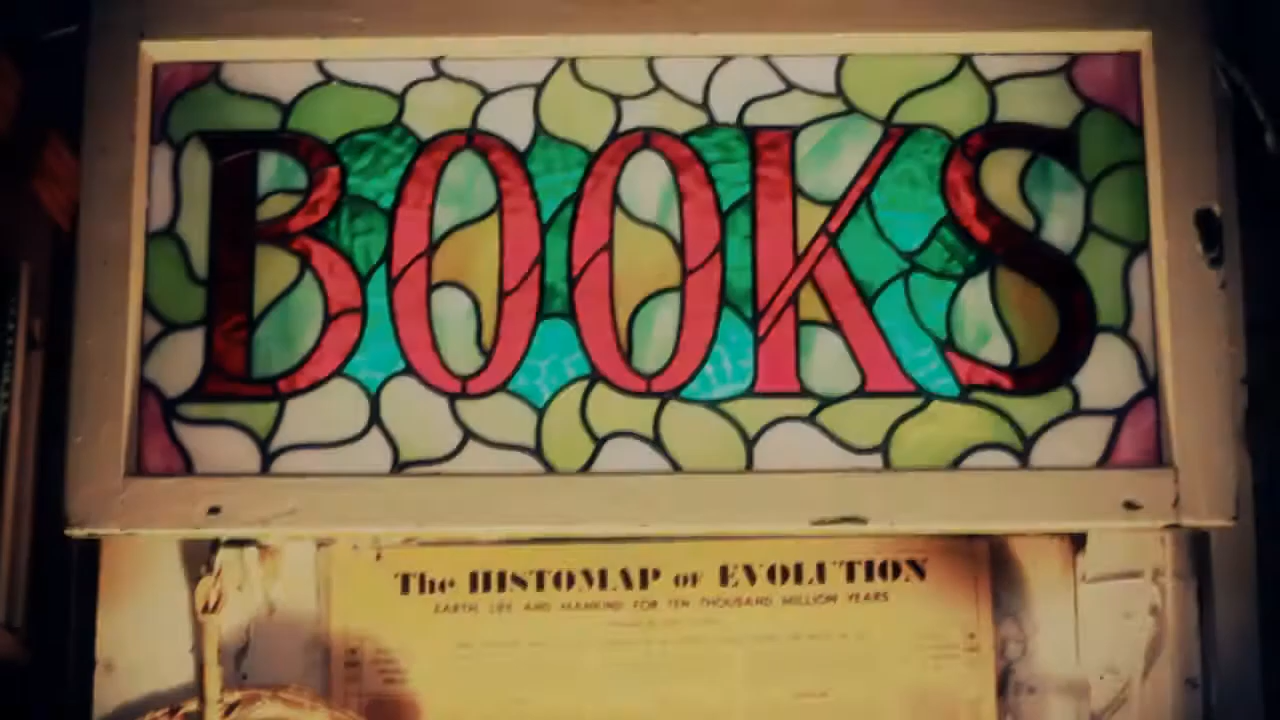 BOOKS
The HISTOMAP OF EVOLUTION
EARTH, LIFE AND MANKIND FOR TEN THOUSAND MILLION YEARS